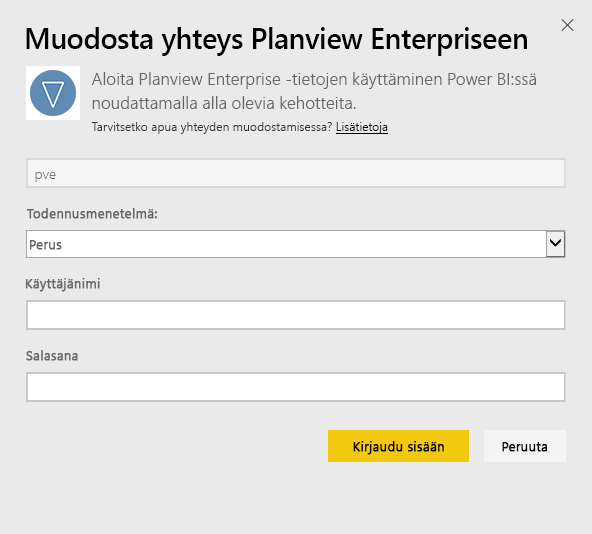 Muodosta yhteys Planview Enterpriseen
Aloita Planview Enterprise -tietojen käyttäminen Power BI:ssä
noudattamalla alla olevia kehotteita.
Tarvitsetko apua yhteyden muodostamisessa? Lisätietoja
pve
Todennusmenetelmä:
Perus
Käyttäjänimi
Salasana
Kirjaudu sisään Peruuta